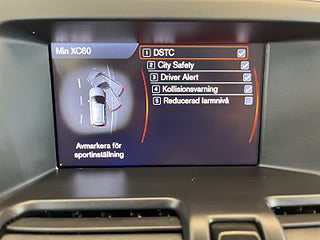 Min XC60
1 DSTC
2 City Safety
3 Driver Alert
4 Kollisionsvarning
5 Reducerad larmnivå
Avmarkera för
sportinställning